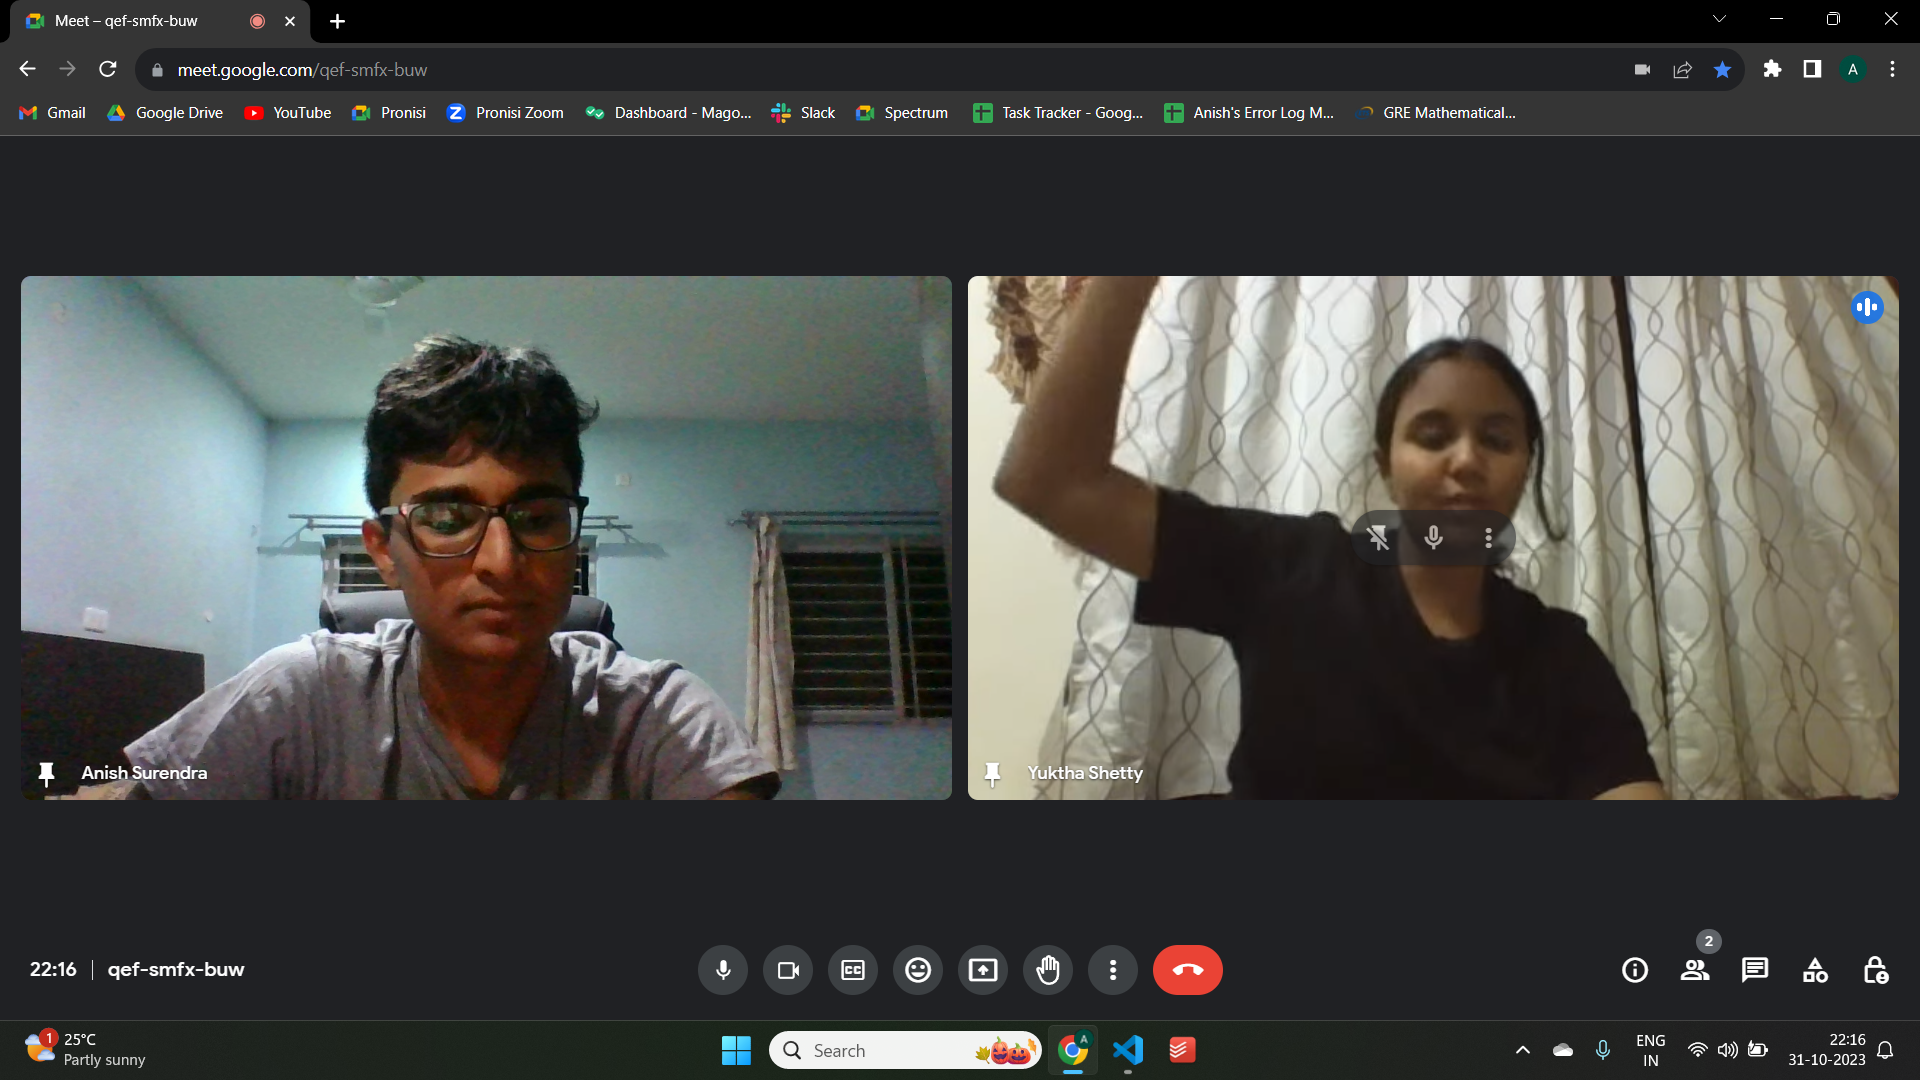 Meet – qef-smfx-buw
meet.google.com/qef-smfx-buw
A
Gmail
Google Drive
YouTube
Pronisi
Z
Pronisi Zoom
Dashboard - Mago...
Slack
Spectrum
Task Tracker - Goog...
Anish's Error Log M...
GRE Mathematical...
Anish Surendra
Yuktha Shetty
22:16 | qef-smfx-buw
CC
2
1
25°C
Partly sunny
Search
A
ENG
IN
22:16
31-10-2023